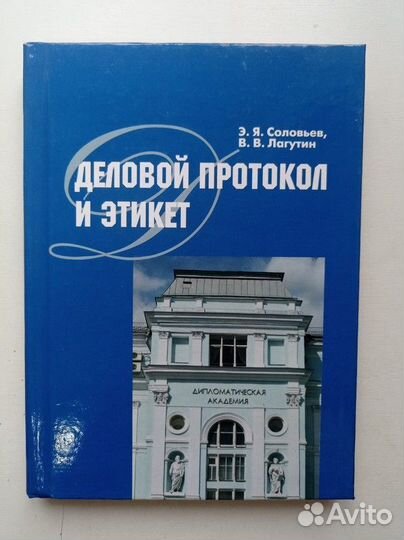 Э. Я. Соловьев,
В. В. Лагутин
ДЕЛОВОЙ ПРОТОКОЛ
И ЭТИКЕТ
ДИПЛОМАТИЧЕСКАЯ
АКАДЕМИЯ
Avito